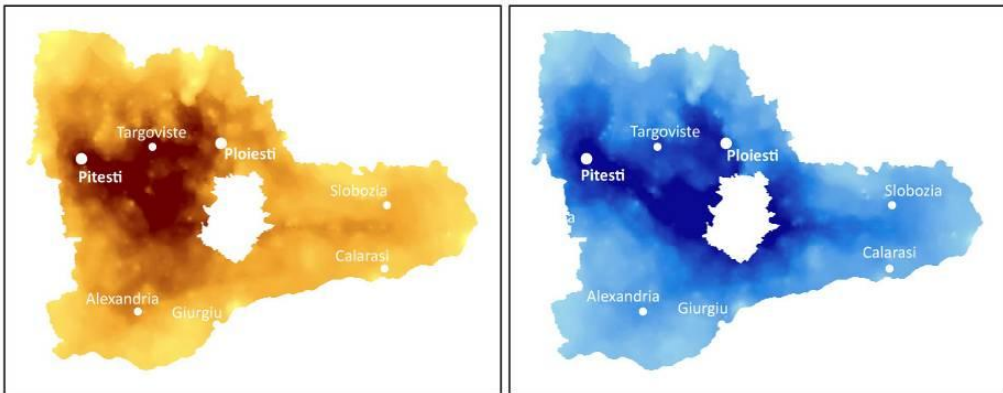 Targoviste
Ploiesti
Pitesti
Slobozia
Calarasi
Alexandria
Giurgiu
Targoviste
Ploiesti
Pitesti
a
Slobozia
Calarasi
Alexandria
Giurgiu